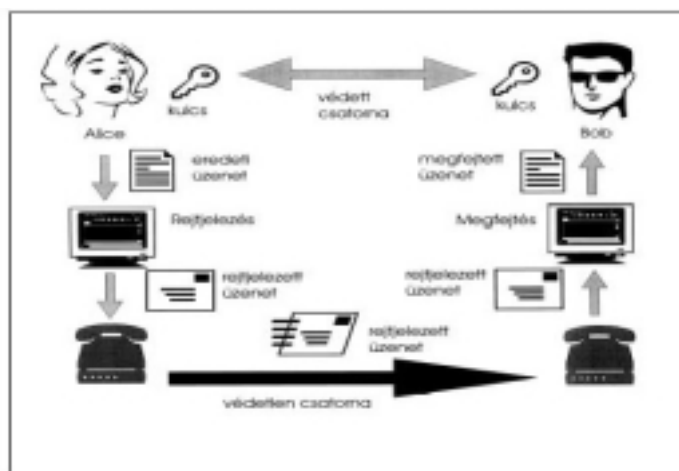 kulcs
Alice
védett
csatorna
kulcs
Bob
eredeti
üzenet
megfejtett
üzenet
Rejtjelezés
Megfejtés
rejtjelezett
üzenet
rejtjelezett
üzenet
rejtjelezett
üzenet
védetlen csatorna